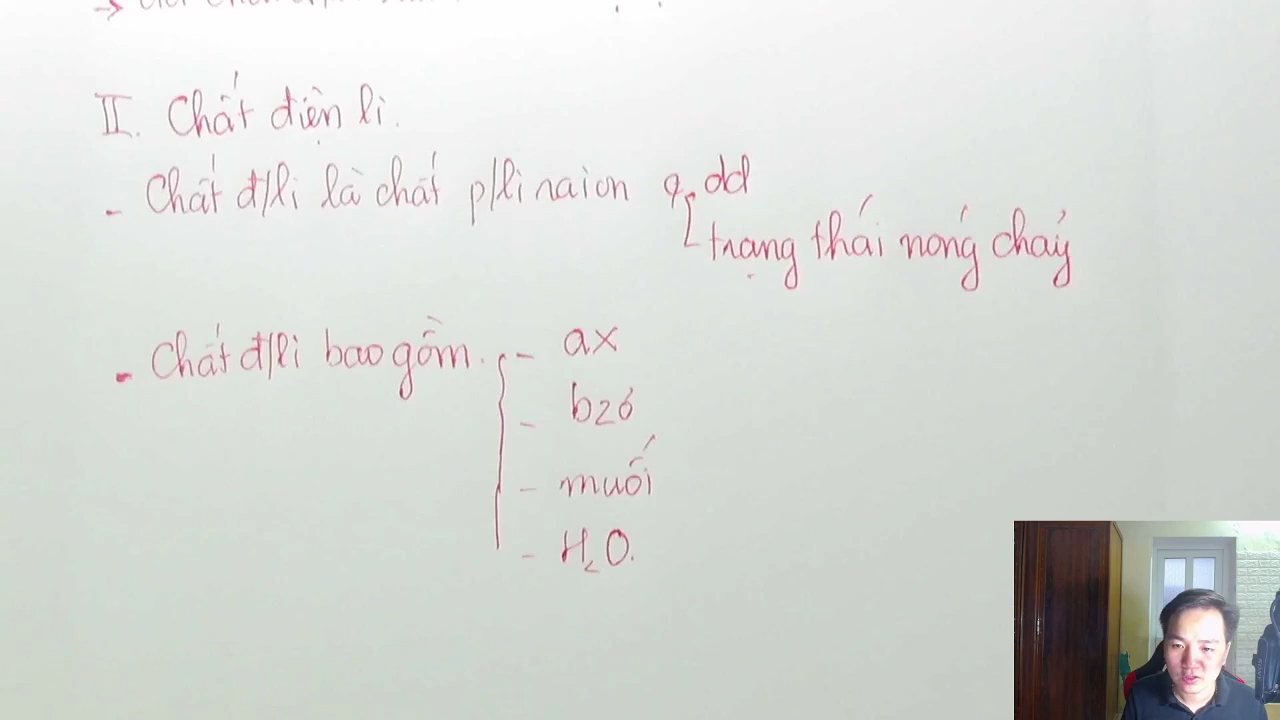 II. Chất điện li.
- Chất đ/li là chất p/li ra ion ở dd
trạng thái nóng chảy
- Chất đ/li bao gồm. - ax
- bzơ
- muối
- H₂O.